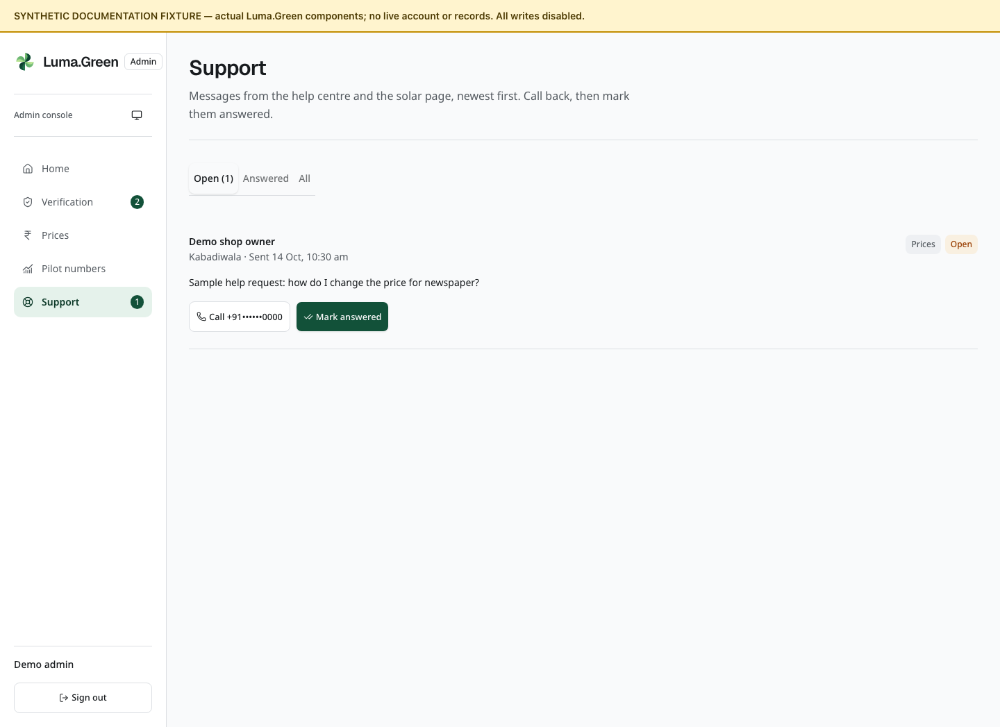 SYNTHETIC DOCUMENTATION FIXTURE — actual Luma.Green components; no live account or records. All writes disabled.
Luma.Green Admin
Admin console
Home
Verification 2
Prices
Pilot numbers
Support 1
Demo admin
Sign out
Support
Messages from the help centre and the solar page, newest first. Call back, then mark
them answered.
Open (1) Answered All
Demo shop owner
Prices Open
Kabadiwala · Sent 14 Oct, 10:30 am
Sample help request: how do I change the price for newspaper?
Call +91••••••0000 Mark answered